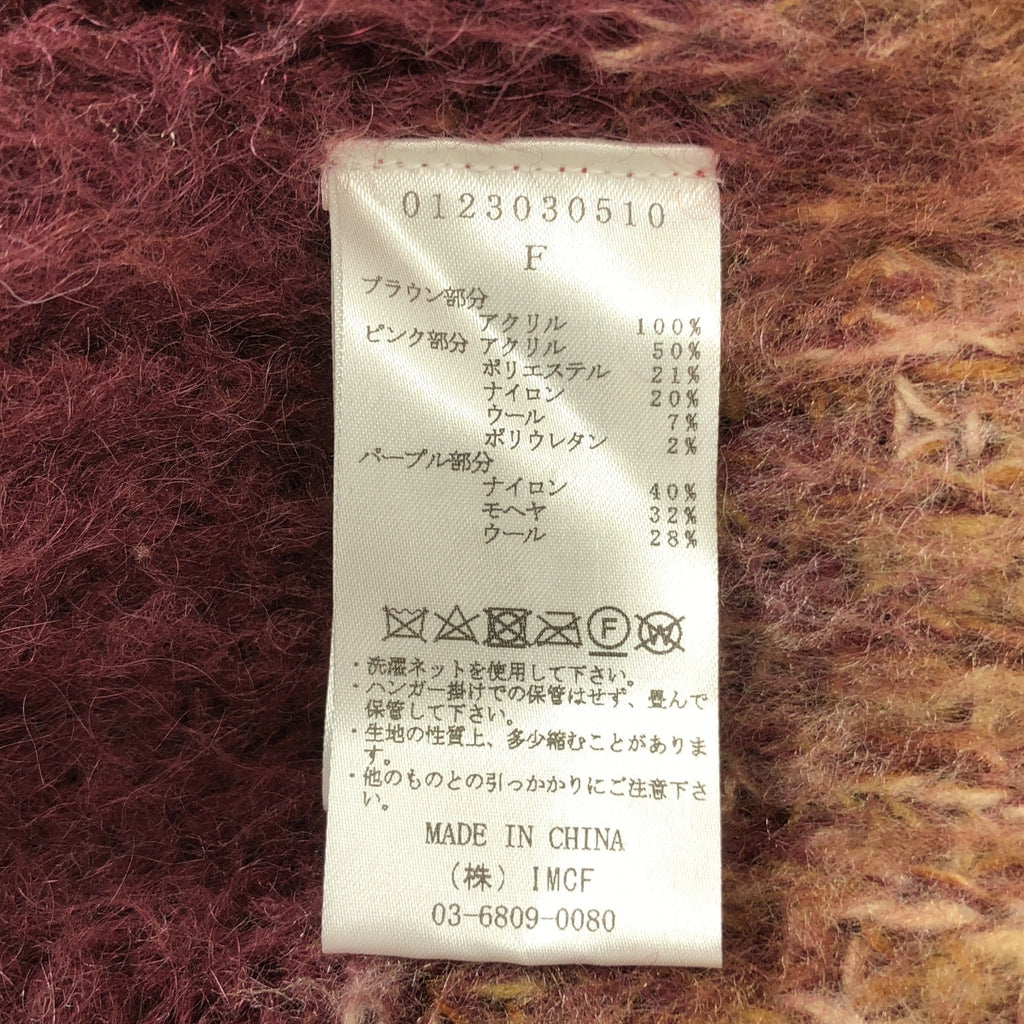 0123030510
F
ブラウン部分
アクリル 100%
ピンク部分 アクリル 50%
ポリエステル 21%
ナイロン 20%
ウール 7%
ポリウレタン 2%
パープル部分
ナイロン 40%
モヘヤ 32%
ウール 28%
F W
・洗濯ネットを使用して下さい。
・ハンガー掛けでの保管はせず、畳んで
保管して下さい。
・生地の性質上、多少縮むことがありま
す。
・他のものとの引っかかりにご注意下さ
い。
MADE IN CHINA
(株) IMCF
03-6809-0080